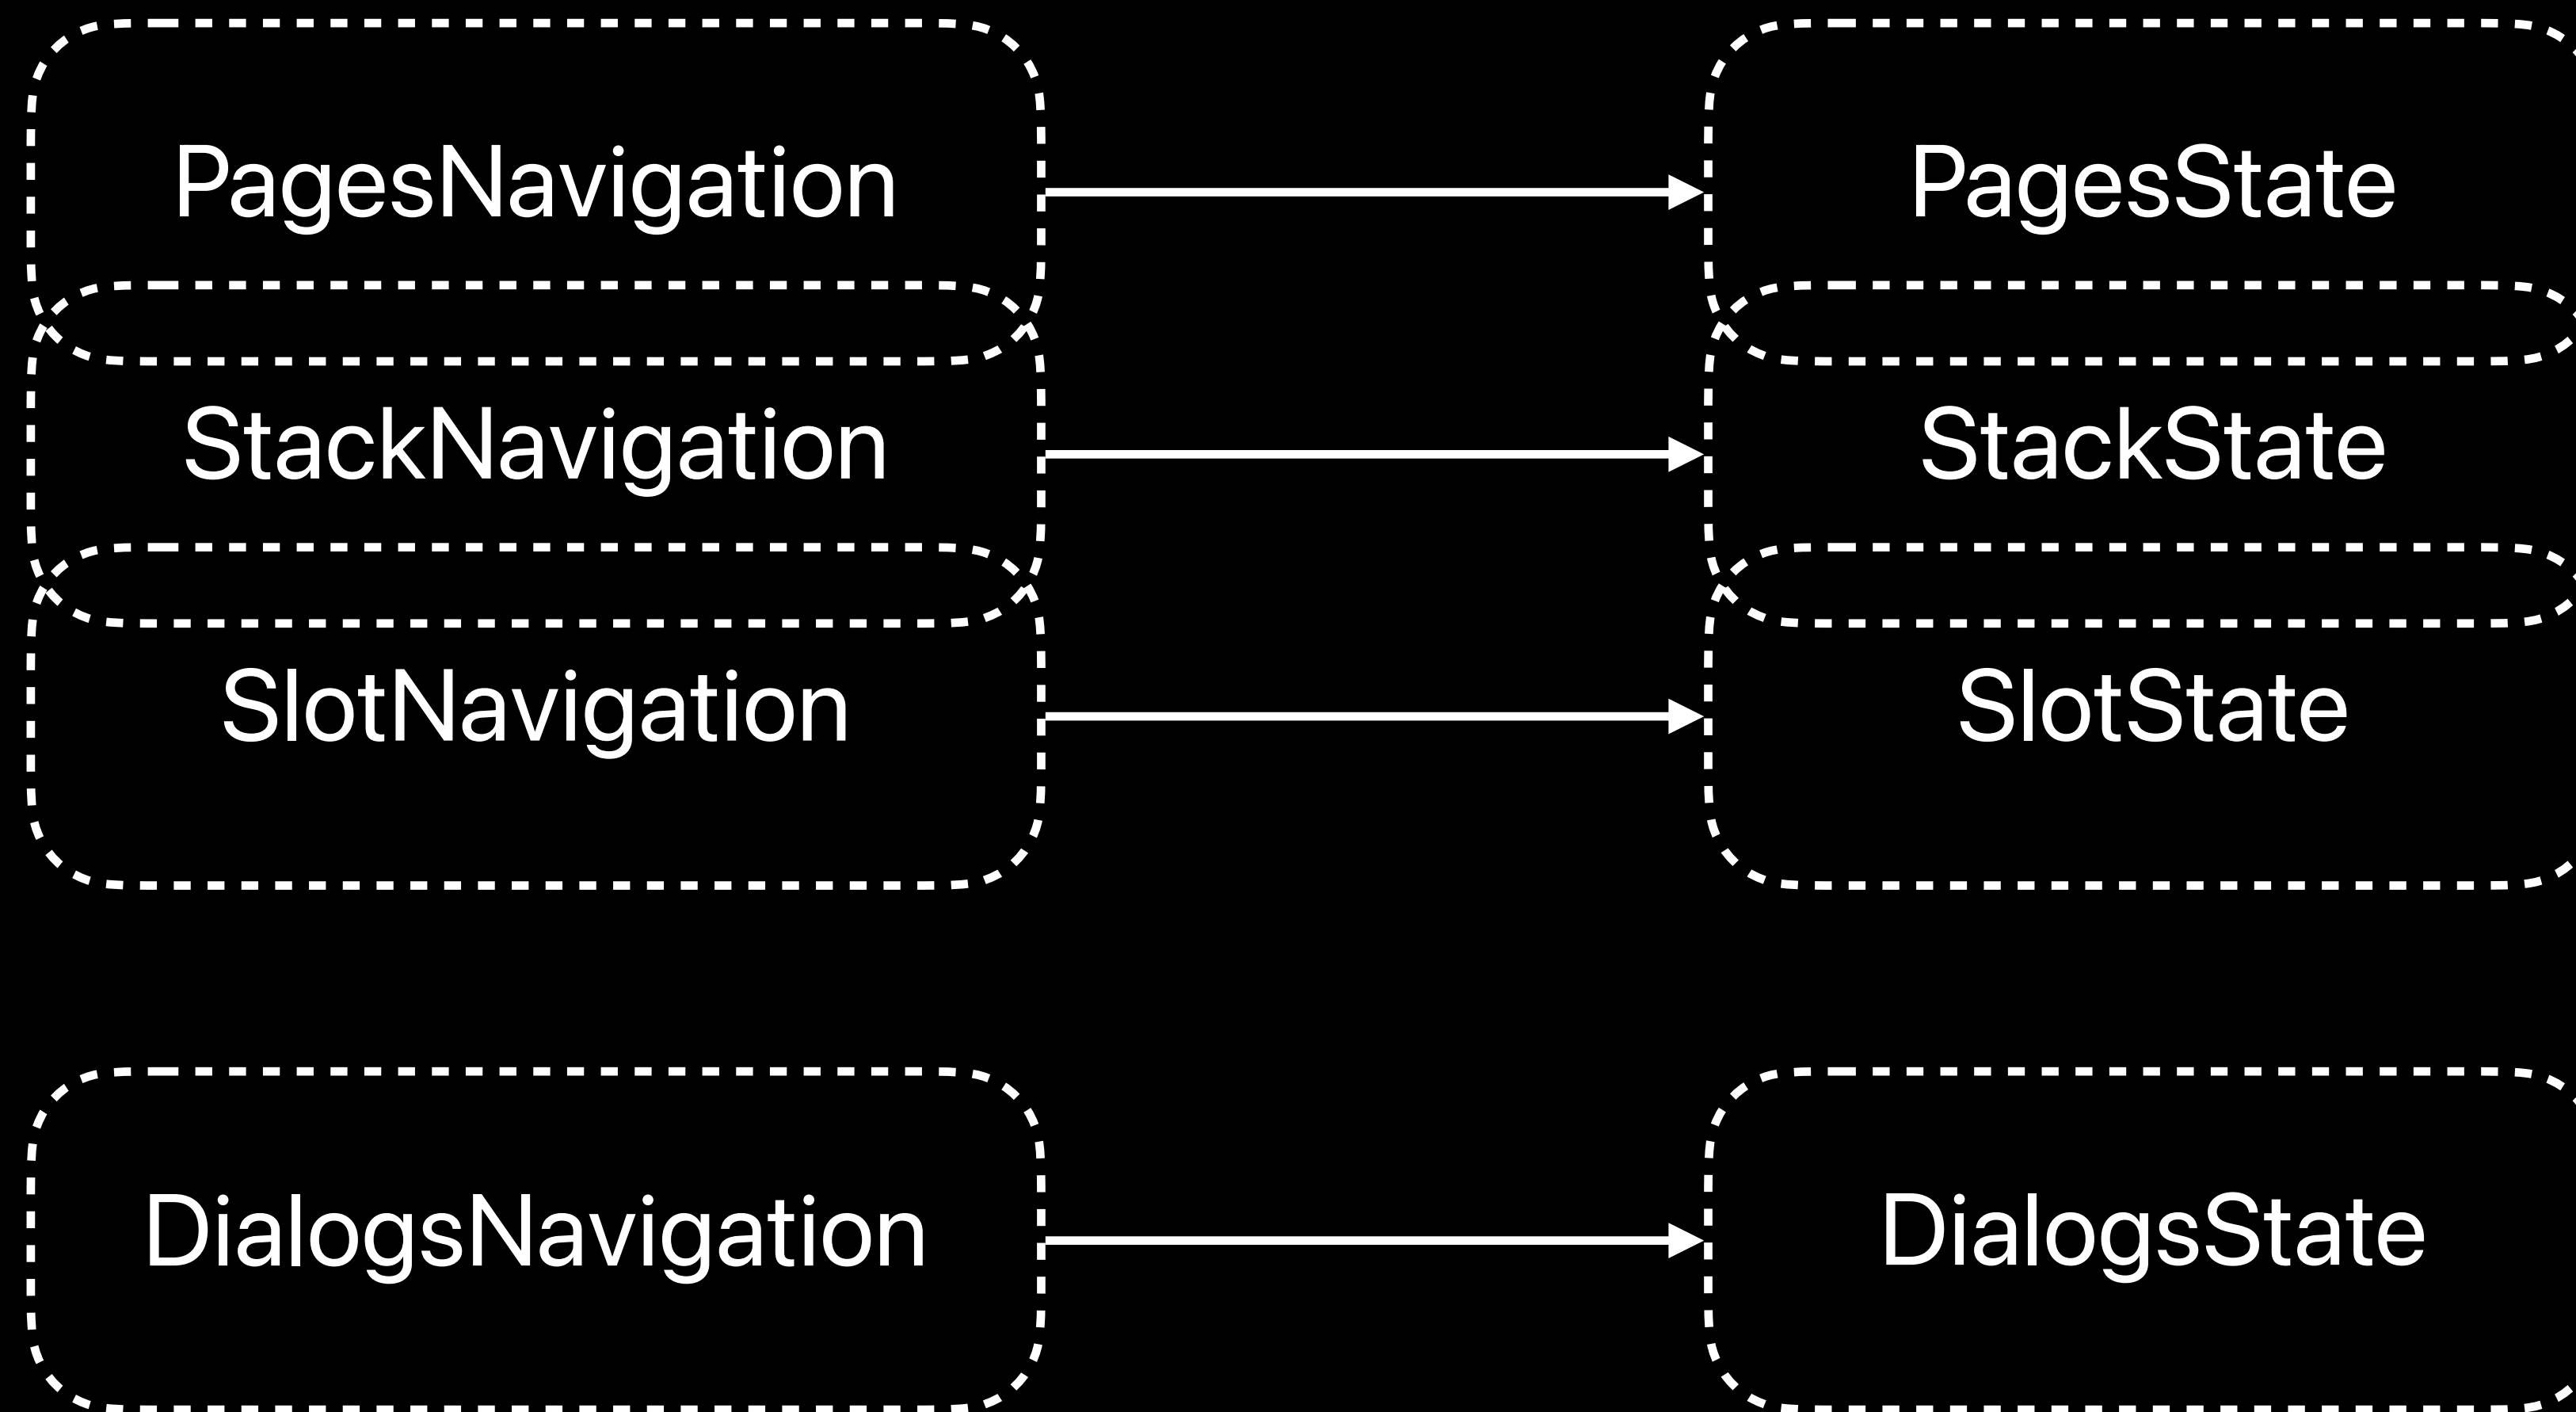 PagesNavigation
PagesState
StackNavigation
StackState
SlotNavigation
SlotState
DialogsNavigation
DialogsState